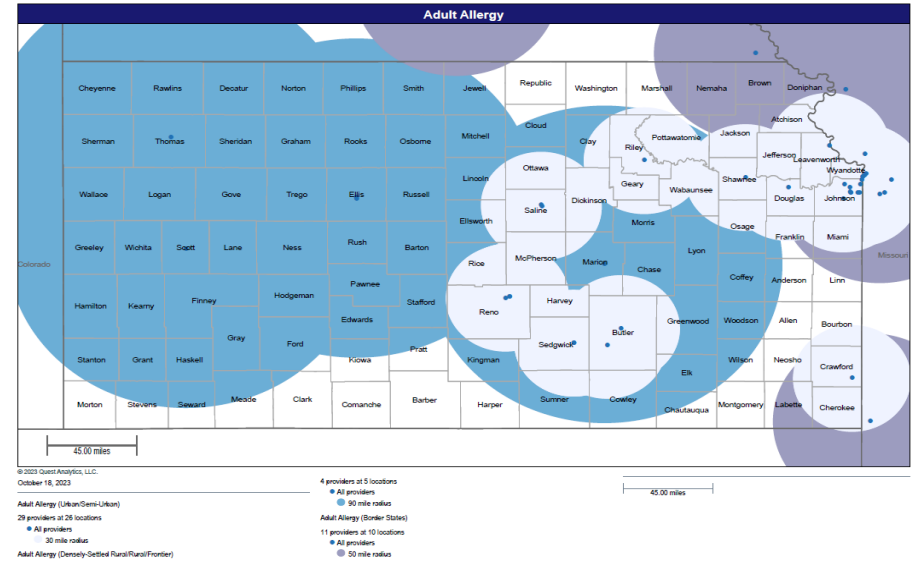 Adult Allergy
Cheyenne Rawlins Decatur Norton Phillips Smith Jewell Republic Washington Marshall Nemaha Brown Doniphan
Sherman Thomas Sheridan Graham Rooks Osborne Mitchell Cloud Clay Riley Pottawatomie Jackson Atchison
Jefferson Leavenworth
Wyandotte
Wallace Logan Gove Trego Ellis Russell Lincoln Ottawa Dickinson Geary Wabaunsee Shawnee Douglas Johnson
Saline
Greeley Wichita Scott Lane Ness Rush Barton Ellsworth McPherson Marion Morris Lyon Osage Franklin Miami
Colorado
Missouri
Hamilton Kearny Finney Hodgeman Pawnee Stafford Rice Reno Harvey Chase Coffey Anderson Linn
Edwards
Gray Ford Sedgwick Butler Greenwood Woodson Allen Bourbon
Stanton Grant Haskell Kiowa Pratt Kingman Elk Wilson Neosho Crawford
Morton Stevens Seward Meade Clark Comanche Barber Harper Sumner Cowley Chautauqua Montgomery Labette Cherokee
45.00 miles
© 2023 Quest Analytics, LLC.
October 18, 2023
Adult Allergy (Urban/Semi-Urban)
29 providers at 26 locations
All providers
30 mile radius
Adult Allergy (Densely-Settled Rural/Rural/Frontier)
4 providers at 5 locations
All providers
90 mile radius
Adult Allergy (Border States)
11 providers at 10 locations
All providers
50 mile radius
45.00 miles